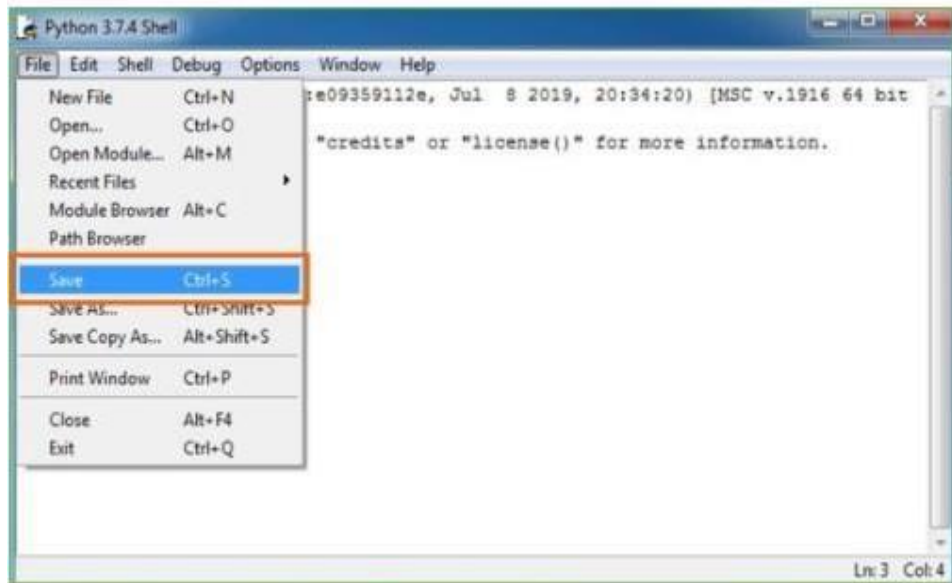 Python 3.7.4 Shell
File Edit Shell Debug Options Window Help
New File Ctrl+N
:e09359112e, Jul 8 2019, 20:34:20) [MSC v.1916 64 bit
Open... Ctrl+O
"credits" or "license()" for more information.
Open Module... Alt+M
Recent Files
Module Browser Alt+C
Path Browser
Save Ctrl+S
Save As... Ctrl+Shift+S
Save Copy As... Alt+Shift+S
Print Window Ctrl+P
Close Alt+F4
Exit Ctrl+Q
Ln: 3 Col: 4